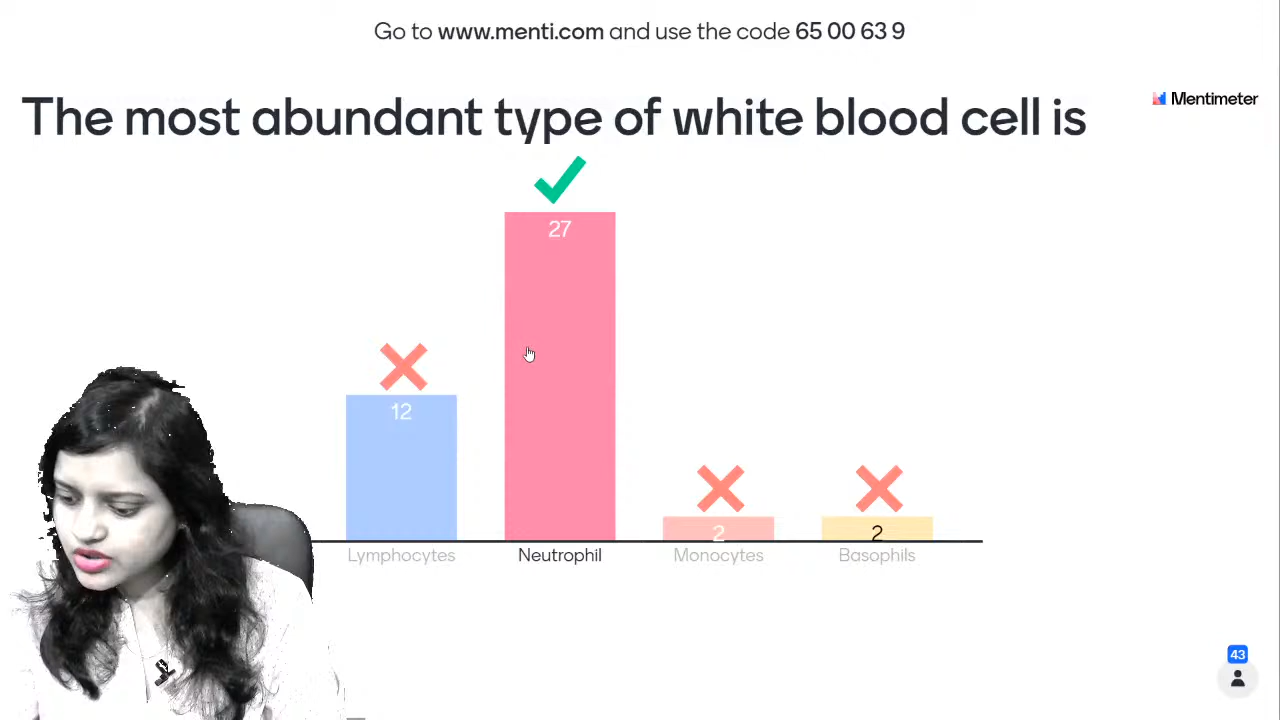 Go to www.menti.com and use the code 65 00 63 9
The most abundant type of white blood cell is
Mentimeter
27
12
2
2
Lymphocytes
Neutrophil
Monocytes
Basophils
43